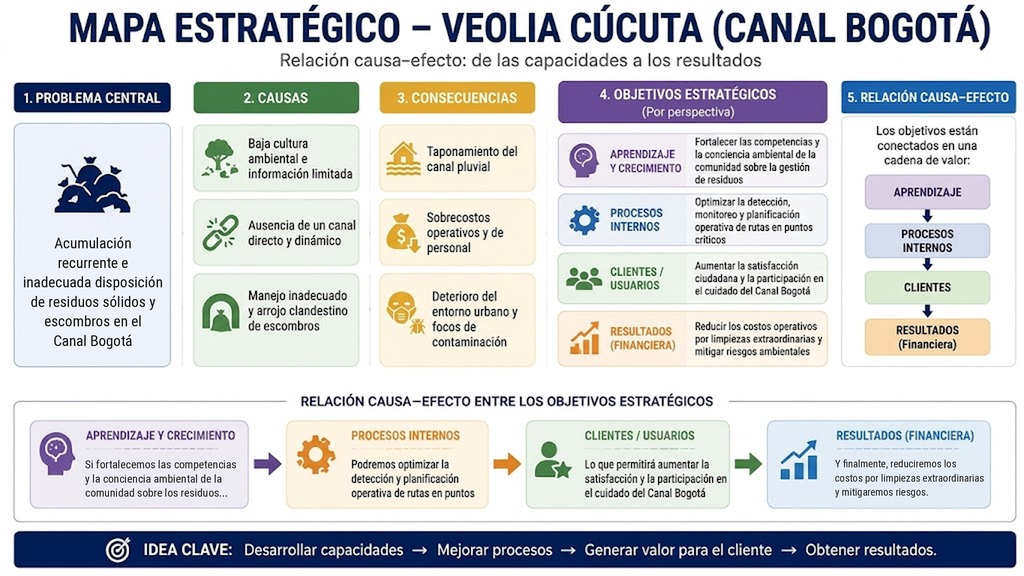 MAPA ESTRATÉGICO – VEOLIA CÚCUTA (CANAL BOGOTÁ)
Relación causa–efecto: de las capacidades a los resultados
1. PROBLEMA CENTRAL
Acumulación
recurrente e
inadecuada disposición
de residuos sólidos y
escombros en el
Canal Bogotá
2. CAUSAS
Baja cultura
ambiental e
información limitada
Ausencia de un canal
directo y dinámico
Manejo inadecuado
y arrojo clandestino
de escombros
3. CONSECUENCIAS
Taponamiento del
canal pluvial
Sobrecostos
operativos y de
personal
Deterioro del
entorno urbano y
focos de
contaminación
4. OBJETIVOS ESTRATÉGICOS
(Por perspectiva)
APRENDIZAJE
Y CRECIMIENTO
Fortalecer las competencias y
la conciencia ambiental de la
comunidad sobre la gestión
de residuos
PROCESOS
INTERNOS
Optimizar la detección,
monitoreo y planificación
operativa de rutas en puntos
críticos
CLIENTES /
USUARIOS
Aumentar la satisfacción
ciudadana y la participación en
el cuidado del Canal Bogotá
RESULTADOS
(FINANCIERA)
Reducir los costos operativos
por limpiezas extraordinarias y
mitigar riesgos ambientales
5. RELACIÓN CAUSA–EFECTO
Los objetivos están
conectados en una
cadena de valor:
APRENDIZAJE
PROCESOS
INTERNOS
CLIENTES
RESULTADOS
(Financiera)
RELACIÓN CAUSA–EFECTO ENTRE LOS OBJETIVOS ESTRATÉGICOS
APRENDIZAJE Y CRECIMIENTO
Si fortalecemos las competencias
y la conciencia ambiental de la
comunidad sobre los residuos...
PROCESOS INTERNOS
Podremos optimizar la
detección y planificación
operativa de rutas en puntos
CLIENTES / USUARIOS
Lo que permitirá aumentar la
satisfacción y la participación en
el cuidado del Canal Bogotá
RESULTADOS (FINANCIERA)
Y finalmente, reduciremos los
costos por limpiezas extraordinarias
y mitigaremos riesgos.
IDEA CLAVE: Desarrollar capacidades → Mejorar procesos → Generar valor para el cliente → Obtener resultados.